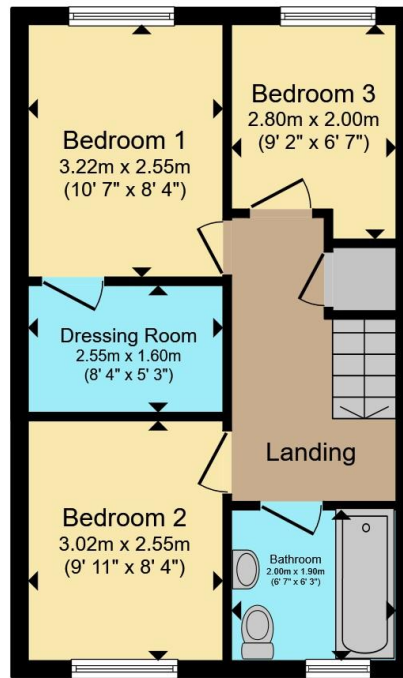 Bedroom 1
3.22m x 2.55m
(10' 7" x 8' 4")
Bedroom 3
2.80m x 2.00m
(9' 2" x 6' 7")
Dressing Room
2.55m x 1.60m
(8' 4" x 5' 3")
Landing
Bedroom 2
3.02m x 2.55m
(9' 11" x 8' 4")
Bathroom
2.00m x 1.90m
(6' 7" x 6' 3")